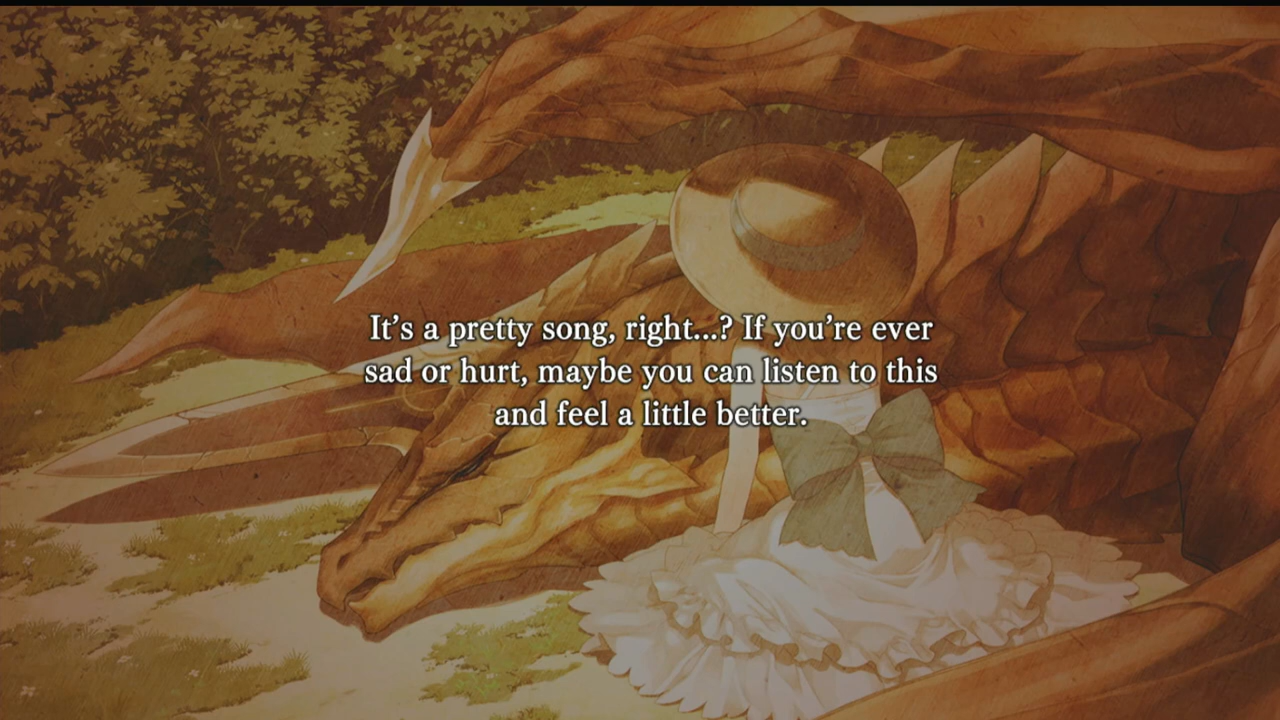 It’s a pretty song, right...? If you’re ever
sad or hurt, maybe you can listen to this
and feel a little better.